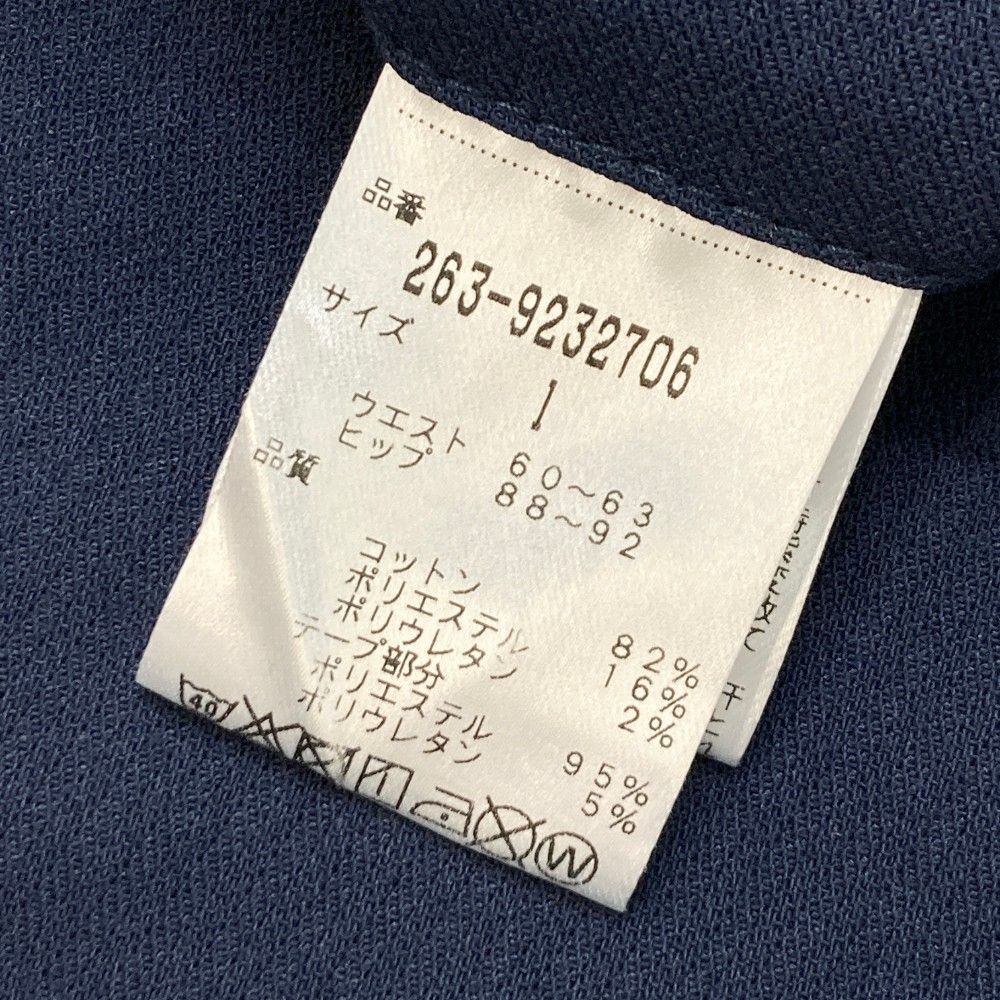 品番
263-9232706
サイズ
1
ウエスト 60～63
ヒップ 88～92
品質
コットン 82%
ポリエステル 16%
ポリウレタン 2%
テープ部分
ポリエステル 95%
ポリウレタン 5%
40
W